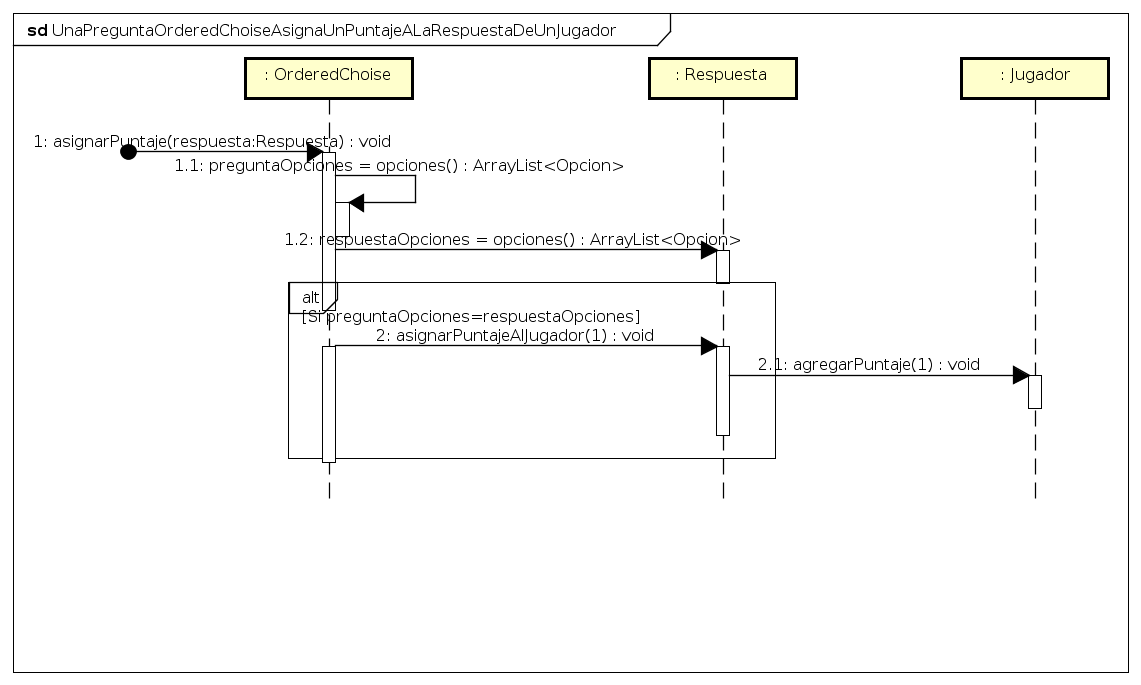 sd UnaPreguntaOrderedChoiseAsignaUnPuntajeALaRespuestaDeUnJugador
: OrderedChoise
: Respuesta
: Jugador
1: asignarPuntaje(respuesta:Respuesta) : void
1.1: preguntaOpciones = opciones() : ArrayList<Opcion>
1.2: respuestaOpciones = opciones() : ArrayList<Opcion>
alt
[Si preguntaOpciones=respuestaOpciones]
2: asignarPuntajeAlJugador(1) : void
2.1: agregarPuntaje(1) : void